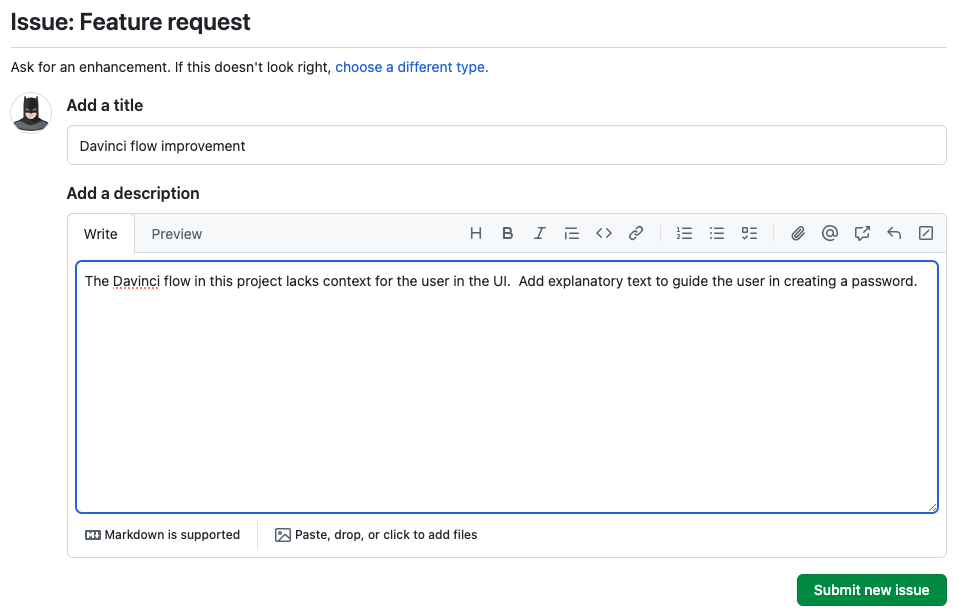 Issue: Feature request
Ask for an enhancement. If this doesn't look right, choose a different type.
Add a title
Davinci flow improvement
Add a description
Write Preview
The Davinci flow in this project lacks context for the user in the UI.  Add explanatory text to guide the user in creating a password.
Markdown is supported
Paste, drop, or click to add files
Submit new issue